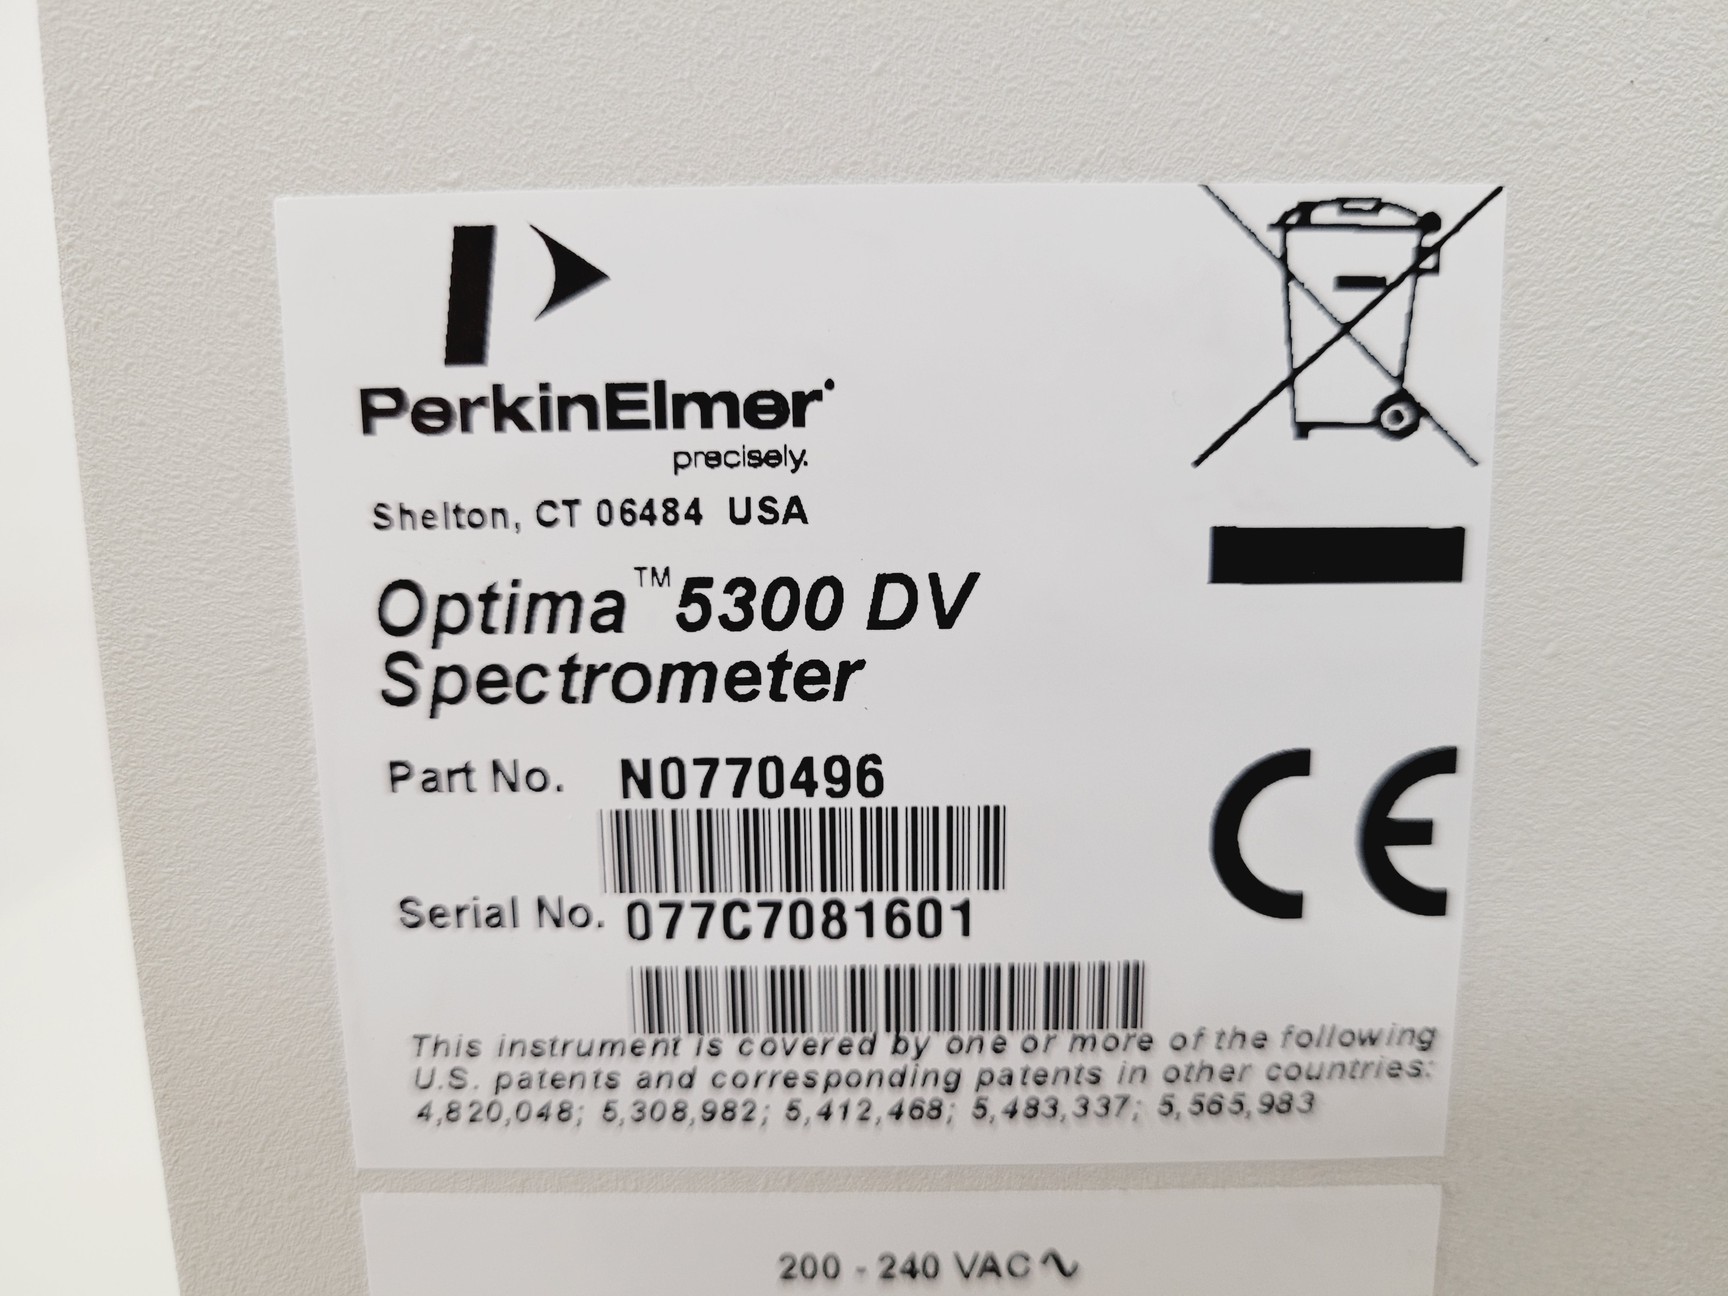 PerkinElmer
precisely.
Shelton, CT 06484 USA
Optima™ 5300 DV
Spectrometer
Part No. N0770496
Serial No. 077C7081601
This instrument is covered by one or more of the following
U.S. patents and corresponding patents in other countries:
4,820,048; 5,308,982; 5,412,468; 5,483,337; 5,565,983
CE
200 - 240 VAC ∿